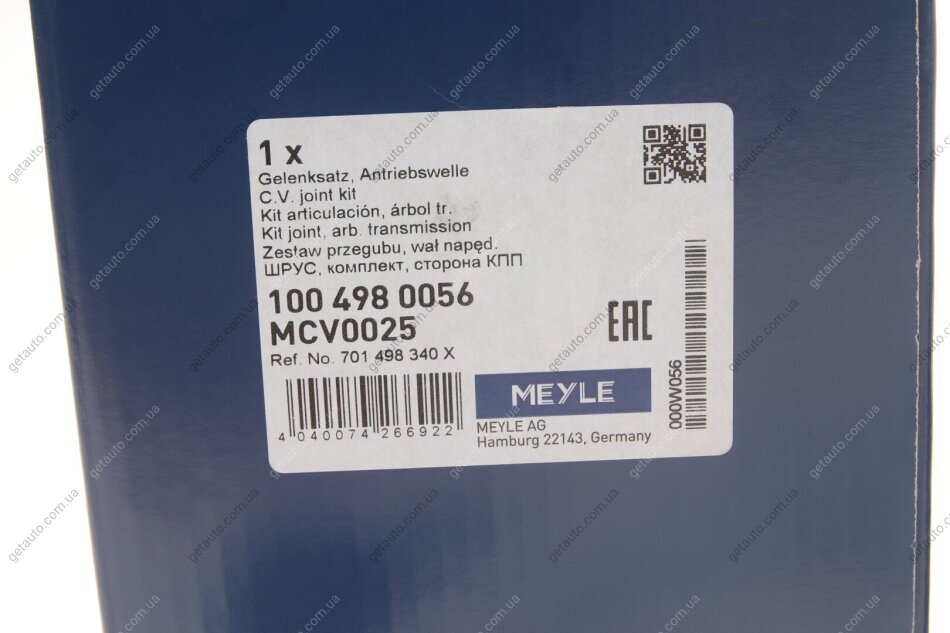 1 x
Gelenksatz, Antriebswelle
C.V. joint kit
Kit articulación, árbol tr.
Kit joint, arb. transmission
Zestaw przegubu, wał napęd.
ШРУС, комплект, сторона КПП
100 498 0056
MCV0025
Ref. No. 701 498 340 X
4 040074 266922
EAC
MEYLE
MEYLE AG
Hamburg 22143, Germany
000W056
getauto.com.ua